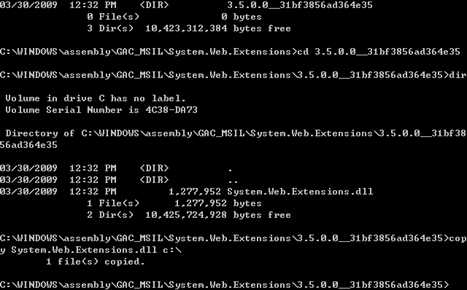 03/30/2009  12:32 PM    <DIR>          3.5.0.0__31bf3856ad364e35
               0 File(s)              0 bytes
               3 Dir(s)  10,423,312,384 bytes free
C:\WINDOWS\assembly\GAC_MSIL\System.Web.Extensions>cd 3.5.0.0__31bf3856ad364e35
C:\WINDOWS\assembly\GAC_MSIL\System.Web.Extensions\3.5.0.0__31bf3856ad364e35>dir
 Volume in drive C has no label.
 Volume Serial Number is 4C38-DA73
 Directory of C:\WINDOWS\assembly\GAC_MSIL\System.Web.Extensions\3.5.0.0__31bf38
56ad364e35
03/30/2009  12:32 PM    <DIR>          .
03/30/2009  12:32 PM    <DIR>          ..
03/30/2009  12:32 PM         1,277,952 System.Web.Extensions.dll
               1 File(s)      1,277,952 bytes
               2 Dir(s)  10,425,724,928 bytes free
C:\WINDOWS\assembly\GAC_MSIL\System.Web.Extensions\3.5.0.0__31bf3856ad364e35>cop
y System.Web.Extensions.dll c:\
        1 file(s) copied.
C:\WINDOWS\assembly\GAC_MSIL\System.Web.Extensions\3.5.0.0__31bf3856ad364e35>